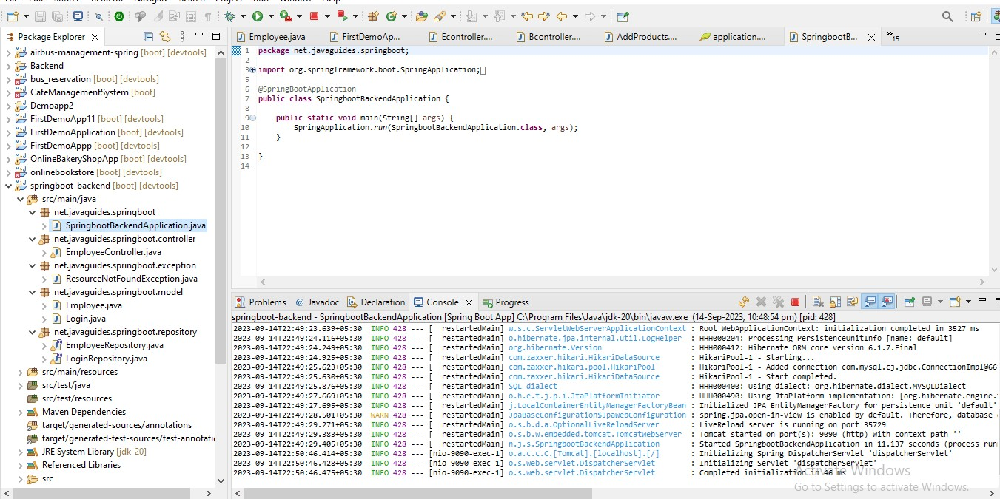 File Edit Source Refactor Navigate Search Project Run Window Help
Package Explorer
Employee.java FirstDemoAp... Econtroller.... Bcontroller.... AddProducts.... application.... SpringbootB... 15
airbus-management-spring [boot] [devtools]
Backend
bus_reservation [boot] [devtools]
CafeManagementSystem [boot]
Demoapp2
FirstDemoApp11 [boot] [devtools]
FirstDemoApplication [boot] [devtools]
FirstDemoAppp [boot] [devtools]
OnlineBakeryShopApp [boot] [devtools]
onlinebookstore [boot] [devtools]
springboot-backend [boot] [devtools]
src/main/java
net.javaguides.springboot
SpringbootBackendApplication.java
net.javaguides.springboot.controller
EmployeeController.java
net.javaguides.springboot.exception
ResourceNotFoundException.java
net.javaguides.springboot.model
Employee.java
Login.java
net.javaguides.springboot.repository
EmployeeRepository.java
LoginRepository.java
src/main/resources
src/test/java
src/test/resources
Maven Dependencies
target/generated-sources/annotations
target/generated-test-sources/test-annotati
JRE System Library [jdk-20]
Referenced Libraries
src
1 package net.javaguides.springboot;
2
3 import org.springframework.boot.SpringApplication;
5
6 @SpringBootApplication
7 public class SpringbootBackendApplication {
8
9 public static void main(String[] args) {
10 SpringApplication.run(SpringbootBackendApplication.class, args);
11 }
12
13 }
14
Problems @ Javadoc Declaration Console Progress
springboot-backend - SpringbootBackendApplication [Spring Boot App] C:\Program Files\Java\jdk-20\bin\javaw.exe (14-Sep-2023, 10:48:54 pm) [pid: 428]
2023-09-14T22:49:23.639+05:30 INFO 428 --- [ restartedMain] w.s.c.ServletWebServerApplicationContext : Root WebApplicationContext: initialization completed in 3527 ms
2023-09-14T22:49:24.116+05:30 INFO 428 --- [ restartedMain] o.hibernate.jpa.internal.util.LogHelper : HHH000204: Processing PersistenceUnitInfo [name: default]
2023-09-14T22:49:24.249+05:30 INFO 428 --- [ restartedMain] org.hibernate.Version : HHH000412: Hibernate ORM core version 6.1.7.Final
2023-09-14T22:49:24.925+05:30 INFO 428 --- [ restartedMain] com.zaxxer.hikari.HikariDataSource : HikariPool-1 - Starting...
2023-09-14T22:49:25.623+05:30 INFO 428 --- [ restartedMain] com.zaxxer.hikari.pool.HikariPool : HikariPool-1 - Added connection com.mysql.cj.jdbc.ConnectionImpl@66
2023-09-14T22:49:25.630+05:30 INFO 428 --- [ restartedMain] com.zaxxer.hikari.HikariDataSource : HikariPool-1 - Start completed.
2023-09-14T22:49:25.876+05:30 INFO 428 --- [ restartedMain] SQL dialect : HHH000400: Using dialect: org.hibernate.dialect.MySQLDialect
2023-09-14T22:49:27.669+05:30 INFO 428 --- [ restartedMain] o.h.e.t.j.p.i.JtaPlatformInitiator : HHH000490: Using JtaPlatform implementation: [org.hibernate.engine.
2023-09-14T22:49:27.695+05:30 INFO 428 --- [ restartedMain] j.LocalContainerEntityManagerFactoryBean : Initialized JPA EntityManagerFactory for persistence unit 'default'
2023-09-14T22:49:28.501+05:30 WARN 428 --- [ restartedMain] JpaBaseConfiguration$JpaWebConfiguration : spring.jpa.open-in-view is enabled by default. Therefore, database
2023-09-14T22:49:29.271+05:30 INFO 428 --- [ restartedMain] o.s.b.d.a.OptionalLiveReloadServer : LiveReload server is running on port 35729
2023-09-14T22:49:29.383+05:30 INFO 428 --- [ restartedMain] o.s.b.w.embedded.tomcat.TomcatWebServer : Tomcat started on port(s): 9090 (http) with context path ''
2023-09-14T22:49:29.405+05:30 INFO 428 --- [ restartedMain] n.j.s.SpringbootBackendApplication : Started SpringbootBackendApplication in 11.137 seconds (process run
2023-09-14T22:50:46.414+05:30 INFO 428 --- [nio-9090-exec-1] o.a.c.c.C.[Tomcat].[localhost].[/] : Initializing Spring DispatcherServlet 'dispatcherServlet'
2023-09-14T22:50:46.428+05:30 INFO 428 --- [nio-9090-exec-1] o.s.web.servlet.DispatcherServlet : Initializing Servlet 'dispatcherServlet'
2023-09-14T22:50:46.475+05:30 INFO 428 --- [nio-9090-exec-1] o.s.web.servlet.DispatcherServlet : Completed initialization in 46 ms
Activate Windows
Go to Settings to activate Windows.